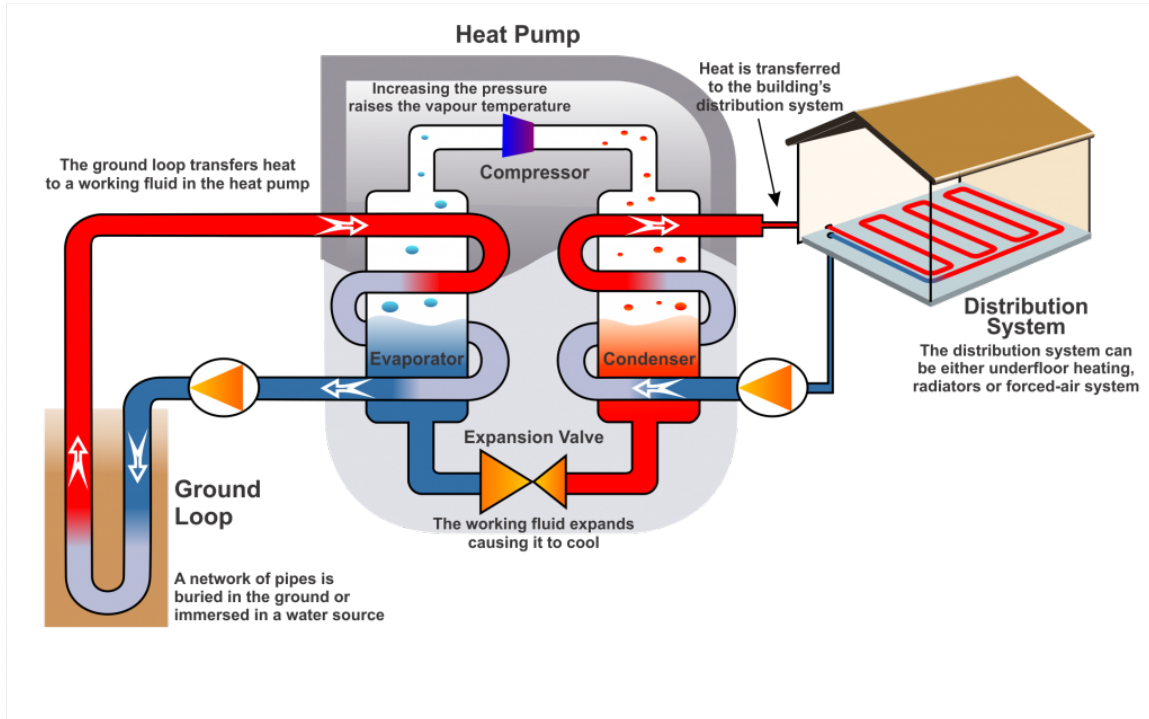 Heat Pump
Increasing the pressure
raises the vapour temperature
Compressor
Heat is transferred
to the building's
distribution system
The ground loop transfers heat
to a working fluid in the heat pump
Evaporator
Condenser
Distribution
System
The distribution system can
be either underfloor heating,
radiators or forced-air system
Expansion Valve
The working fluid expands
causing it to cool
Ground
Loop
A network of pipes is
buried in the ground or
immersed in a water source